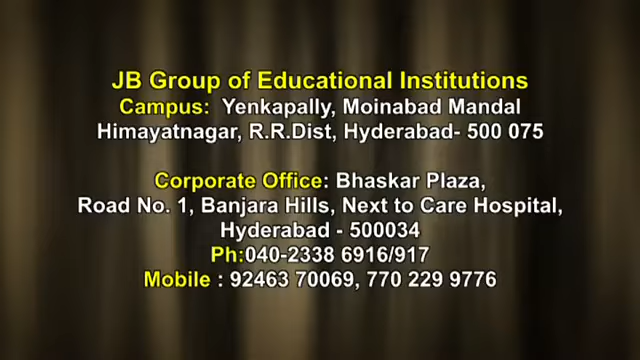 JB Group of Educational Institutions
Campus: Yenkapally, Moinabad Mandal
Himayatnagar, R.R.Dist, Hyderabad- 500 075
Corporate Office: Bhaskar Plaza,
Road No. 1, Banjara Hills, Next to Care Hospital,
Hyderabad - 500034
Ph:040-2338 6916/917
Mobile : 92463 70069, 770 229 9776